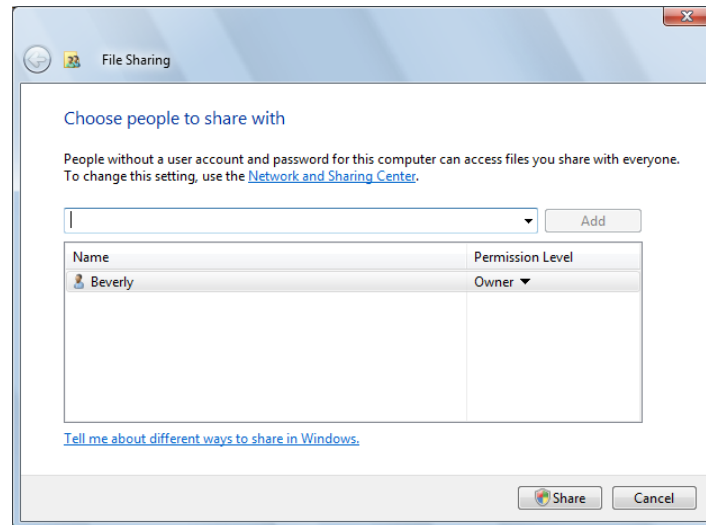 File Sharing
Choose people to share with
People without a user account and password for this computer can access files you share with everyone.
To change this setting, use the Network and Sharing Center.
Add
Name Permission Level
Beverly Owner
Tell me about different ways to share in Windows.
Share Cancel